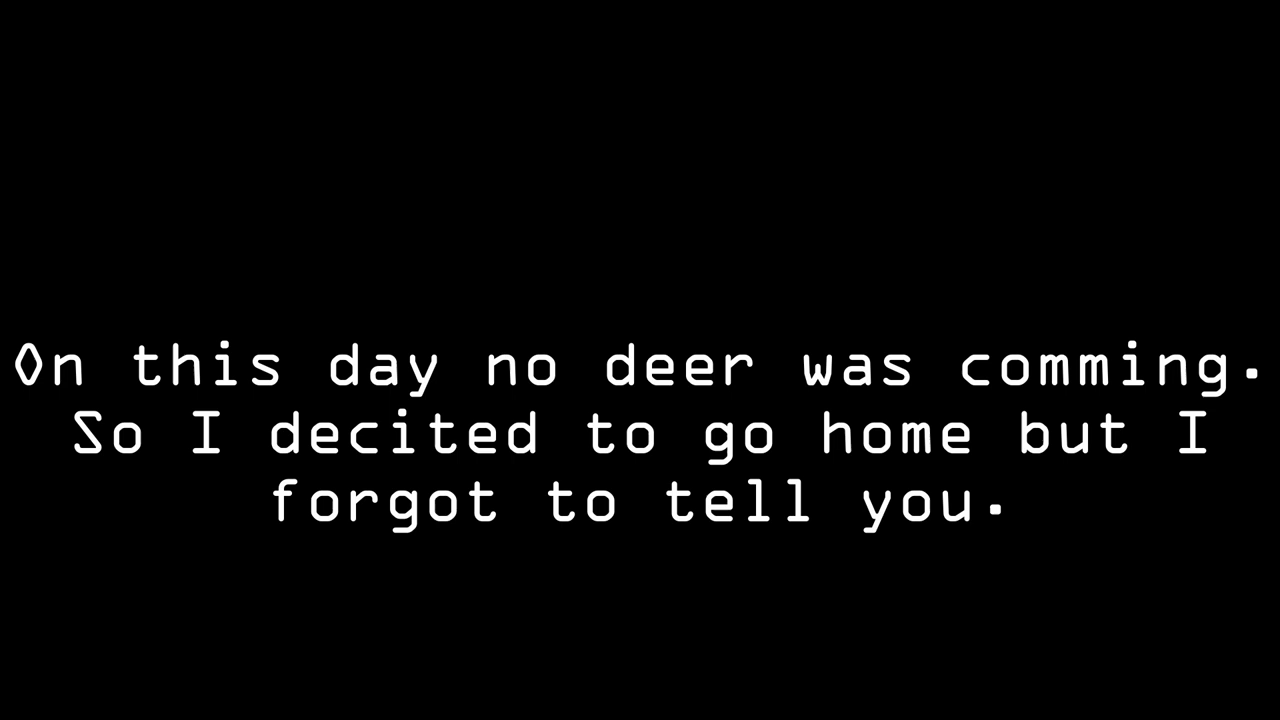 On this day no deer was comming.
So I decited to go home but I
forgot to tell you.